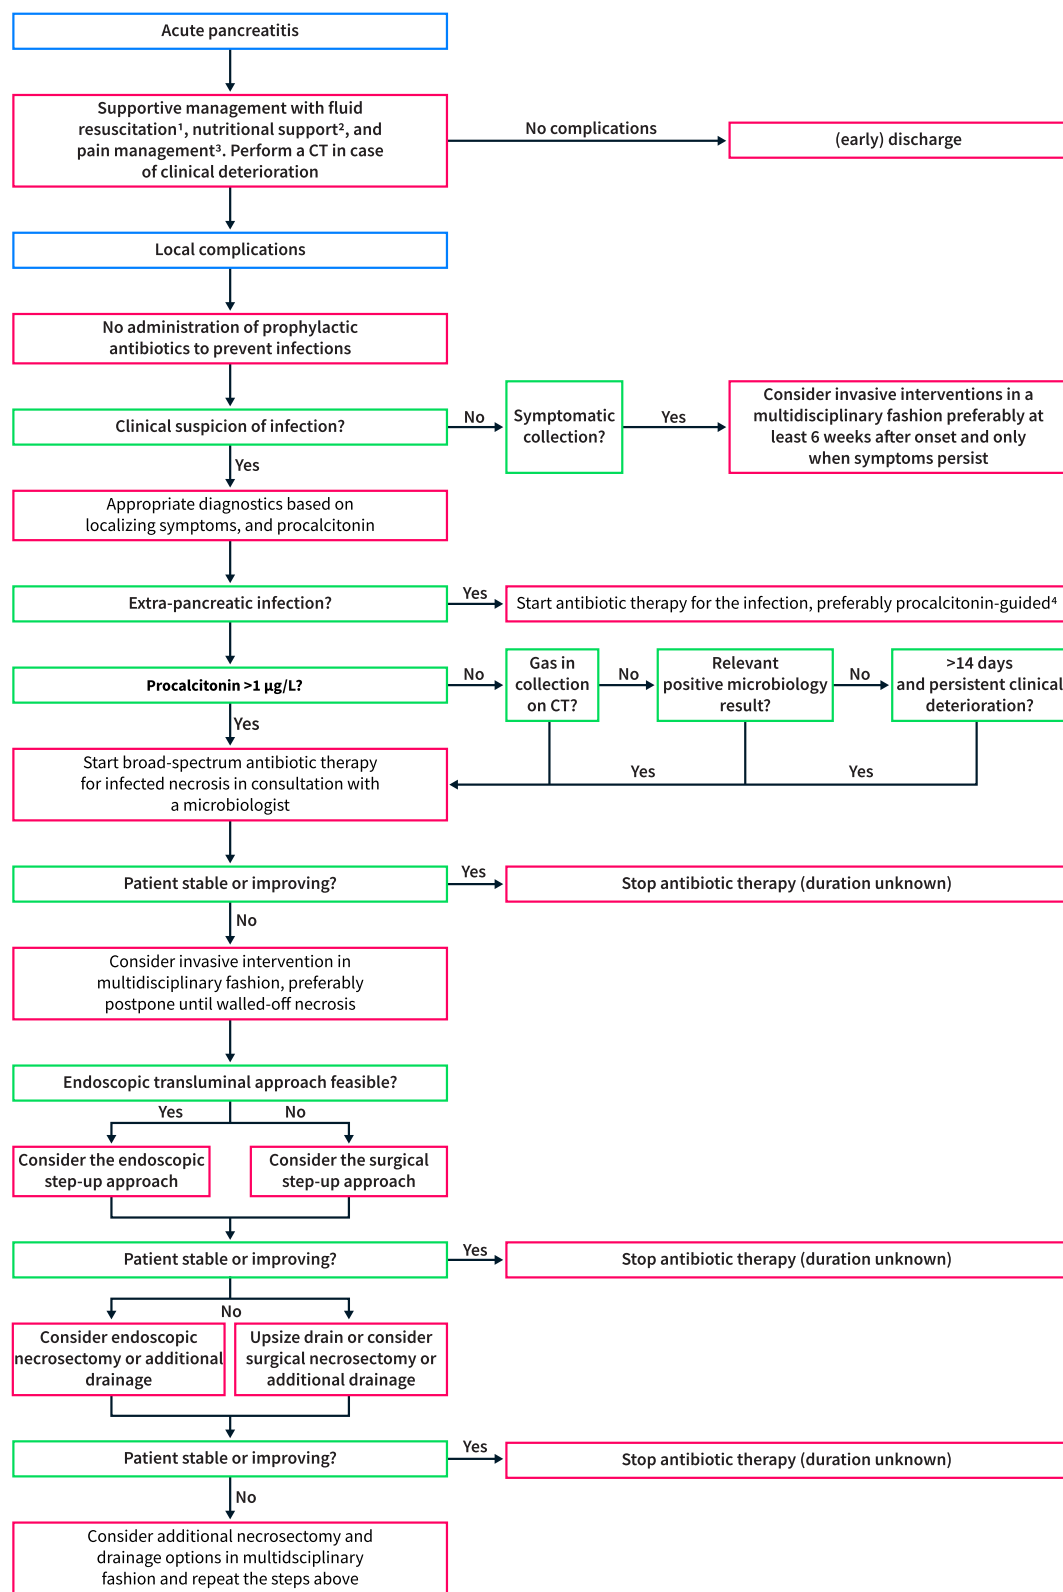 Acute pancreatitis
Supportive management with fluid
resuscitation¹, nutritional support², and
pain management³. Perform a CT in case
of clinical deterioration
No complications
(early) discharge
Local complications
No administration of prophylactic
antibiotics to prevent infections
Clinical suspicion of infection?
No
Symptomatic
collection?
Yes
Consider invasive interventions in a
multidisciplinary fashion preferably at
least 6 weeks after onset and only
when symptoms persist
Yes
Appropriate diagnostics based on
localizing symptoms, and procalcitonin
Extra-pancreatic infection?
Yes
Start antibiotic therapy for the infection, preferably procalcitonin-guided⁴
Procalcitonin >1 µg/L?
No
Gas in
collection
on CT?
No
Relevant
positive microbiology
result?
No
>14 days
and persistent clinical
deterioration?
Yes
Yes
Yes
Start broad-spectrum antibiotic therapy
for infected necrosis in consultation with
a microbiologist
Patient stable or improving?
Yes
Stop antibiotic therapy (duration unknown)
No
Consider invasive intervention in
multidisciplinary fashion, preferably
postpone until walled-off necrosis
Endoscopic transluminal approach feasible?
Yes
No
Consider the endoscopic
step-up approach
Consider the surgical
step-up approach
Patient stable or improving?
Yes
Stop antibiotic therapy (duration unknown)
No
Consider endoscopic
necrosectomy or additional
drainage
Upsize drain or consider
surgical necrosectomy or
additional drainage
Patient stable or improving?
Yes
Stop antibiotic therapy (duration unknown)
No
Consider additional necrosectomy and
drainage options in multidsciplinary
fashion and repeat the steps above